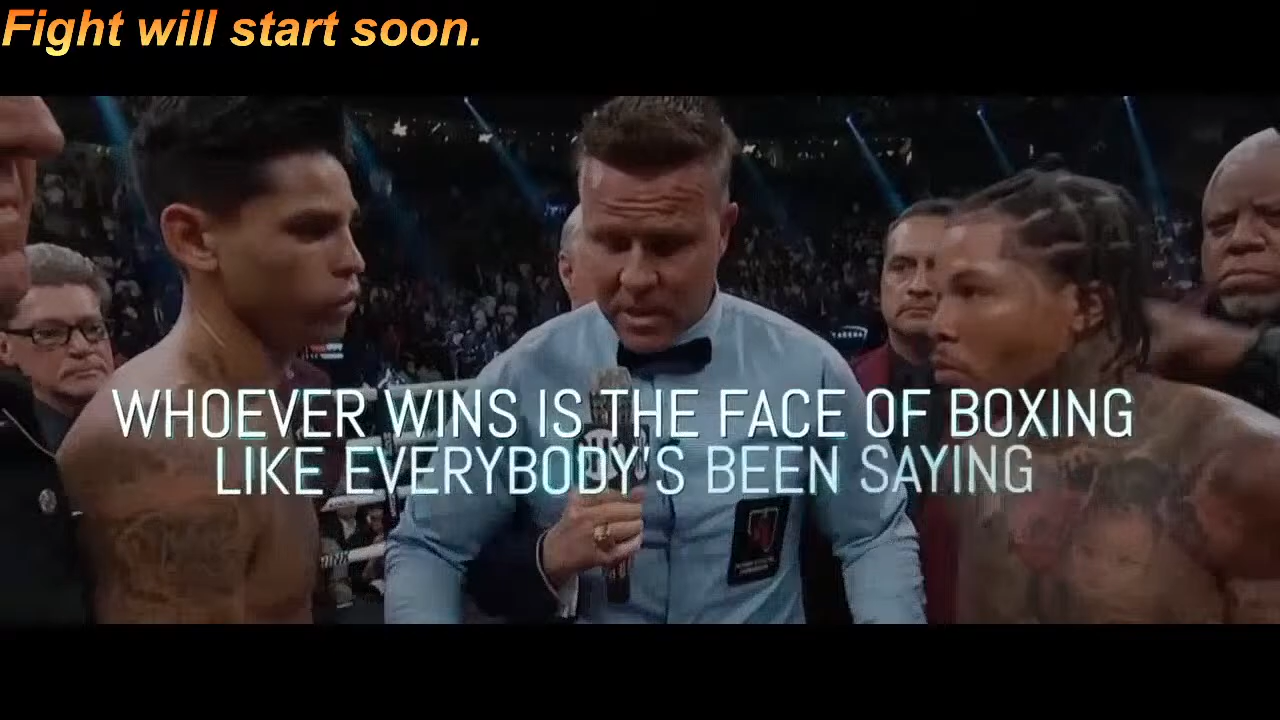 Fight will start soon.
WHOEVER WINS IS THE FACE OF BOXING
LIKE EVERYBODY'S BEEN SAYING